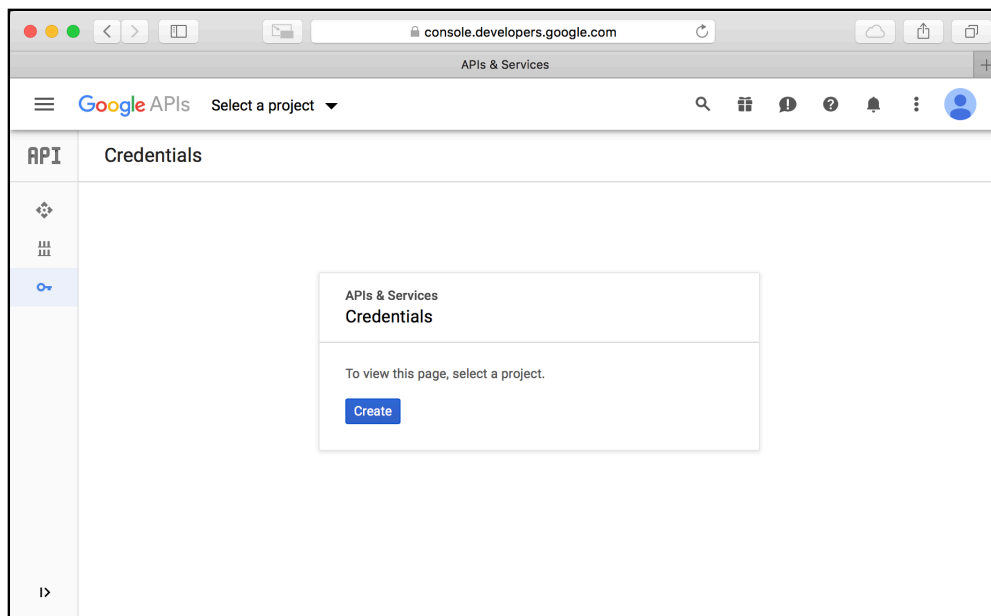 console.developers.google.com
APIs & Services
Google APIs Select a project
API Credentials
APIs & Services
Credentials
To view this page, select a project.
Create